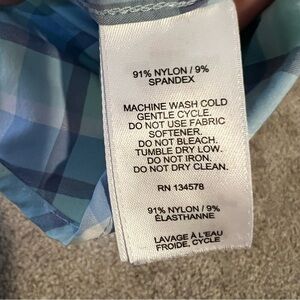 91% NYLON / 9%
SPANDEX
MACHINE WASH COLD
GENTLE CYCLE.
DO NOT USE FABRIC
SOFTENER.
DO NOT BLEACH.
TUMBLE DRY LOW.
DO NOT IRON.
DO NOT DRY CLEAN.
RN 134578
91% NYLON / 9%
ÉLASTHANNE
LAVAGE À L'EAU
FROIDE, CYCLE